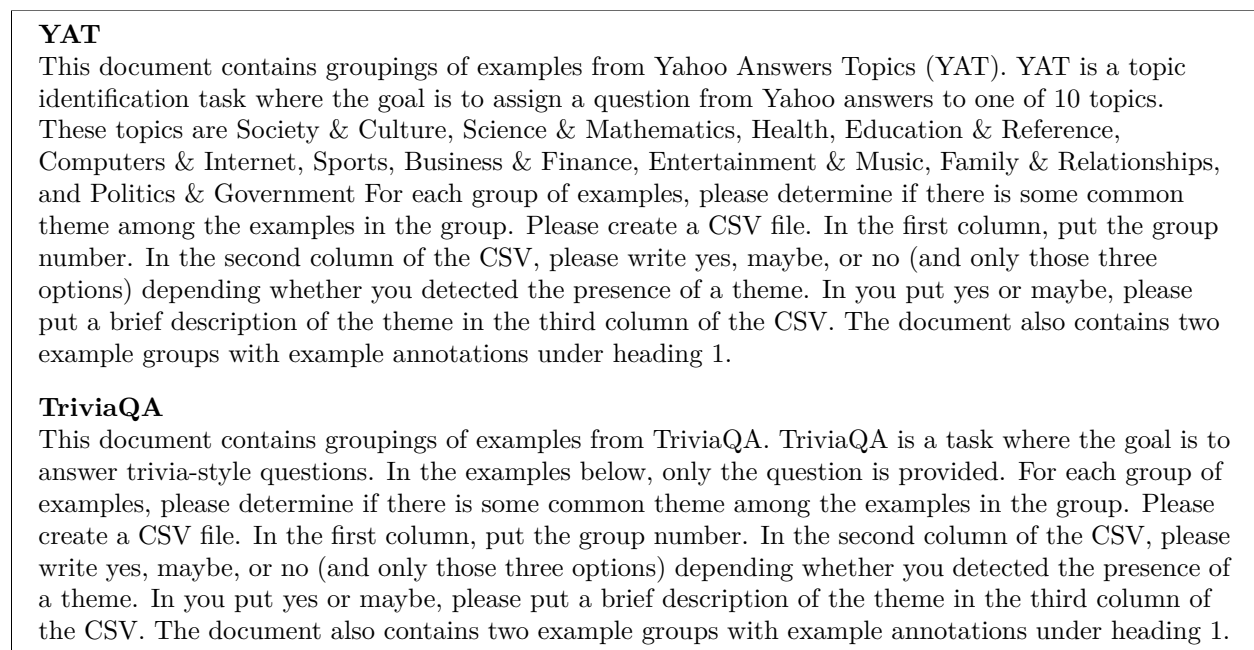 YAT
This document contains groupings of examples from Yahoo Answers Topics (YAT). YAT is a topic
identification task where the goal is to assign a question from Yahoo answers to one of 10 topics.
These topics are Society & Culture, Science & Mathematics, Health, Education & Reference,
Computers & Internet, Sports, Business & Finance, Entertainment & Music, Family & Relationships,
and Politics & Government For each group of examples, please determine if there is some common
theme among the examples in the group. Please create a CSV file. In the first column, put the group
number. In the second column of the CSV, please write yes, maybe, or no (and only those three
options) depending whether you detected the presence of a theme. In you put yes or maybe, please
put a brief description of the theme in the third column of the CSV. The document also contains two
example groups with example annotations under heading 1.
TriviaQA
This document contains groupings of examples from TriviaQA. TriviaQA is a task where the goal is to
answer trivia-style questions. In the examples below, only the question is provided. For each group of
examples, please determine if there is some common theme among the examples in the group. Please
create a CSV file. In the first column, put the group number. In the second column of the CSV, please
write yes, maybe, or no (and only those three options) depending whether you detected the presence of
a theme. In you put yes or maybe, please put a brief description of the theme in the third column of
the CSV. The document also contains two example groups with example annotations under heading 1.